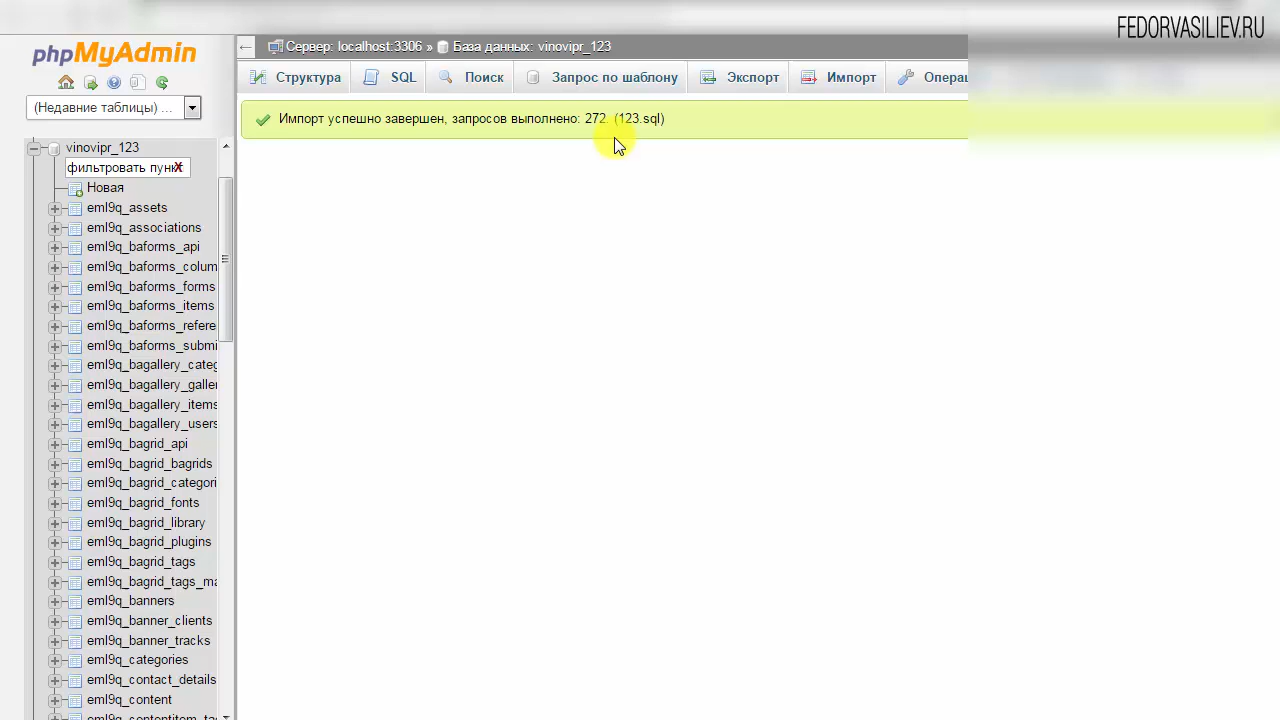 FEDORVASILIEV.RU
phpMyAdmin
(Недавние таблицы) ...
Сервер: localhost:3306 » База данных: vinovipr_123
Структура SQL Поиск Запрос по шаблону Экспорт Импорт
Импорт успешно завершен, запросов выполнено: 272. (123.sql)
vinovipr_123
фильтровать X
Новая
eml9q_assets
eml9q_associations
eml9q_baforms_api
eml9q_baforms_colum
eml9q_baforms_forms
eml9q_baforms_items
eml9q_baforms_refere
eml9q_baforms_submi
eml9q_bagallery_categ
eml9q_bagallery_galler
eml9q_bagallery_items
eml9q_bagallery_users
eml9q_bagrid_api
eml9q_bagrid_bagrids
eml9q_bagrid_categori
eml9q_bagrid_fonts
eml9q_bagrid_library
eml9q_bagrid_plugins
eml9q_bagrid_tags
eml9q_bagrid_tags_ma
eml9q_banners
eml9q_banner_clients
eml9q_banner_tracks
eml9q_categories
eml9q_contact_details
eml9q_content